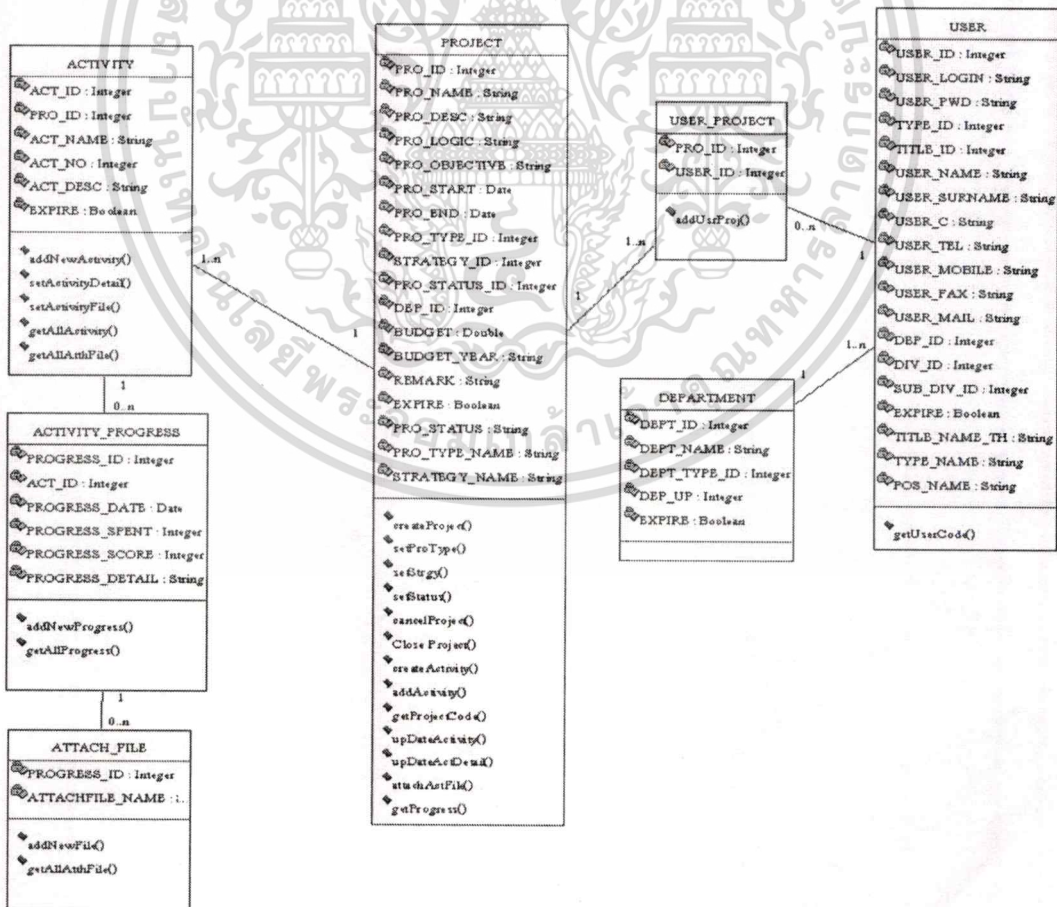 ACTIVITY
ACT_ID : Integer
PRO_ID : Integer
ACT_NAME : String
ACT_NO : Integer
ACT_DESC : String
EXPIRE : Boolean
addNewActivity()
setActivityDetail()
setActivityFile()
getAllActivity()
getAllAtthFile()
1..n
1
1
0..n
ACTIVITY_PROGRESS
PROGRESS_ID : Integer
ACT_ID : Integer
PROGRESS_DATE : Date
PROGRESS_SPENT : Integer
PROGRESS_SCORE : Integer
PROGRESS_DETAIL : String
addNewProgress()
getAllProgress()
1
0..n
ATTACH_FILE
PROGRESS_ID : Integer
ATTACHFILE_NAME : i..
addNewFile()
getAllAtthFile()
PROJECT
PRO_ID : Integer
PRO_NAME : String
PRO_DESC : String
PRO_LOGIC : String
PRO_OBJECTIVE : String
PRO_START : Date
PRO_END : Date
PRO_TYPE_ID : Integer
STRATEGY_ID : Integer
PRO_STATUS_ID : Integer
DEP_ID : Integer
BUDGET : Double
BUDGET_YEAR : String
REMARK : String
EXPIRE : Boolean
PRO_STATUS : String
PRO_TYPE_NAME : String
STRATEGY_NAME : String
createProject()
setProType()
setStrgy()
setStatus()
cancelProject()
Close Project()
createActivity()
addActivity()
getProjectCode()
upDateActivity()
upDateActDetail()
attachActFile()
getProgress()
USER_PROJECT
PRO_ID : Integer
USER_ID : Integer
addUsrProj()
1..n
1
0..n
1
DEPARTMENT
DEPT_ID : Integer
DEPT_NAME : String
DEPT_TYPE_ID : Integer
DEP_UP : Integer
EXPIRE : Boolean
1
1..n
USER
USER_ID : Integer
USER_LOGIN : String
USER_PWD : String
TYPE_ID : Integer
TITLE_ID : Integer
USER_NAME : String
USER_SURNAME : String
USER_C : String
USER_TEL : String
USER_MOBILE : String
USER_FAX : String
USER_MAIL : String
DEP_ID : Integer
DIV_ID : Integer
SUB_DIV_ID : Integer
EXPIRE : Boolean
TITLE_NAME_TH : String
TYPE_NAME : String
POS_NAME : String
getUserCode()